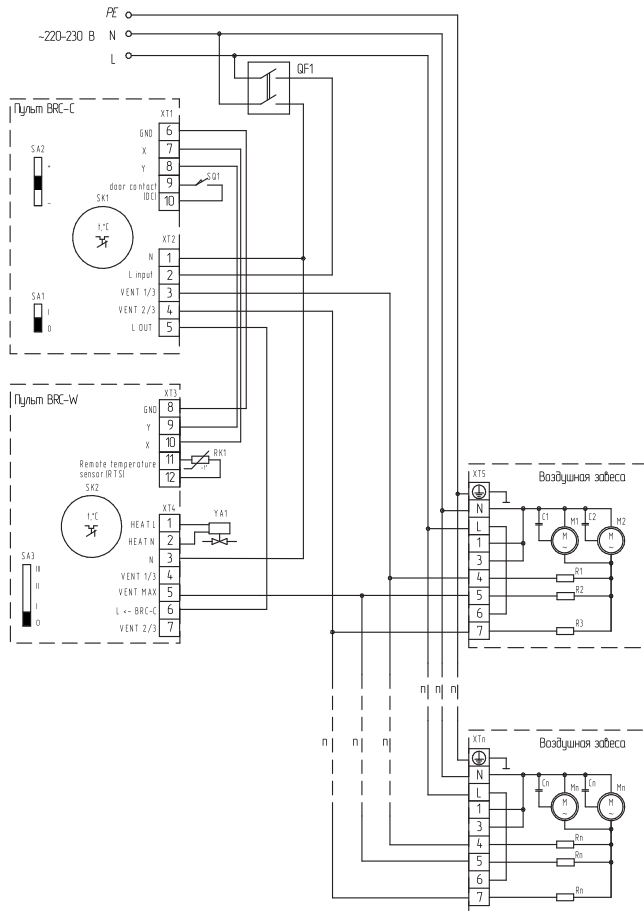 PE
~220-230 В N
L
QF1
Пульт BRC-C
XT1
SA2
+
-
GND 6
X 7
Y 8
door contact (DC) 9
10
SQ1
SK1
t,°C
XT2
N 1
L input 2
VENT 1/3 3
VENT 2/3 4
L OUT 5
SA1
I
0
Пульт BRC-W
XT3
GND 8
Y 9
X 10
Remote temperature 11
sensor (RTS) 12
RK1
-t°
SK2
t,°C
XT4
HEAT L 1
HEAT N 2
N 3
VENT 1/3 4
VENT MAX 5
L <- BRC-C 6
VENT 2/3 7
YA1
SA3
III
II
I
0
XT5
Воздушная завеса
N
L
1
3
4
5
6
7
C1 M1 C2 M2
M ~ M ~
R1
R2
R3
п п п
п п п
XTn
Воздушная завеса
N
L
1
3
4
5
6
7
Cn Mn Cn Mn
M ~ M ~
Rn
Rn
Rn